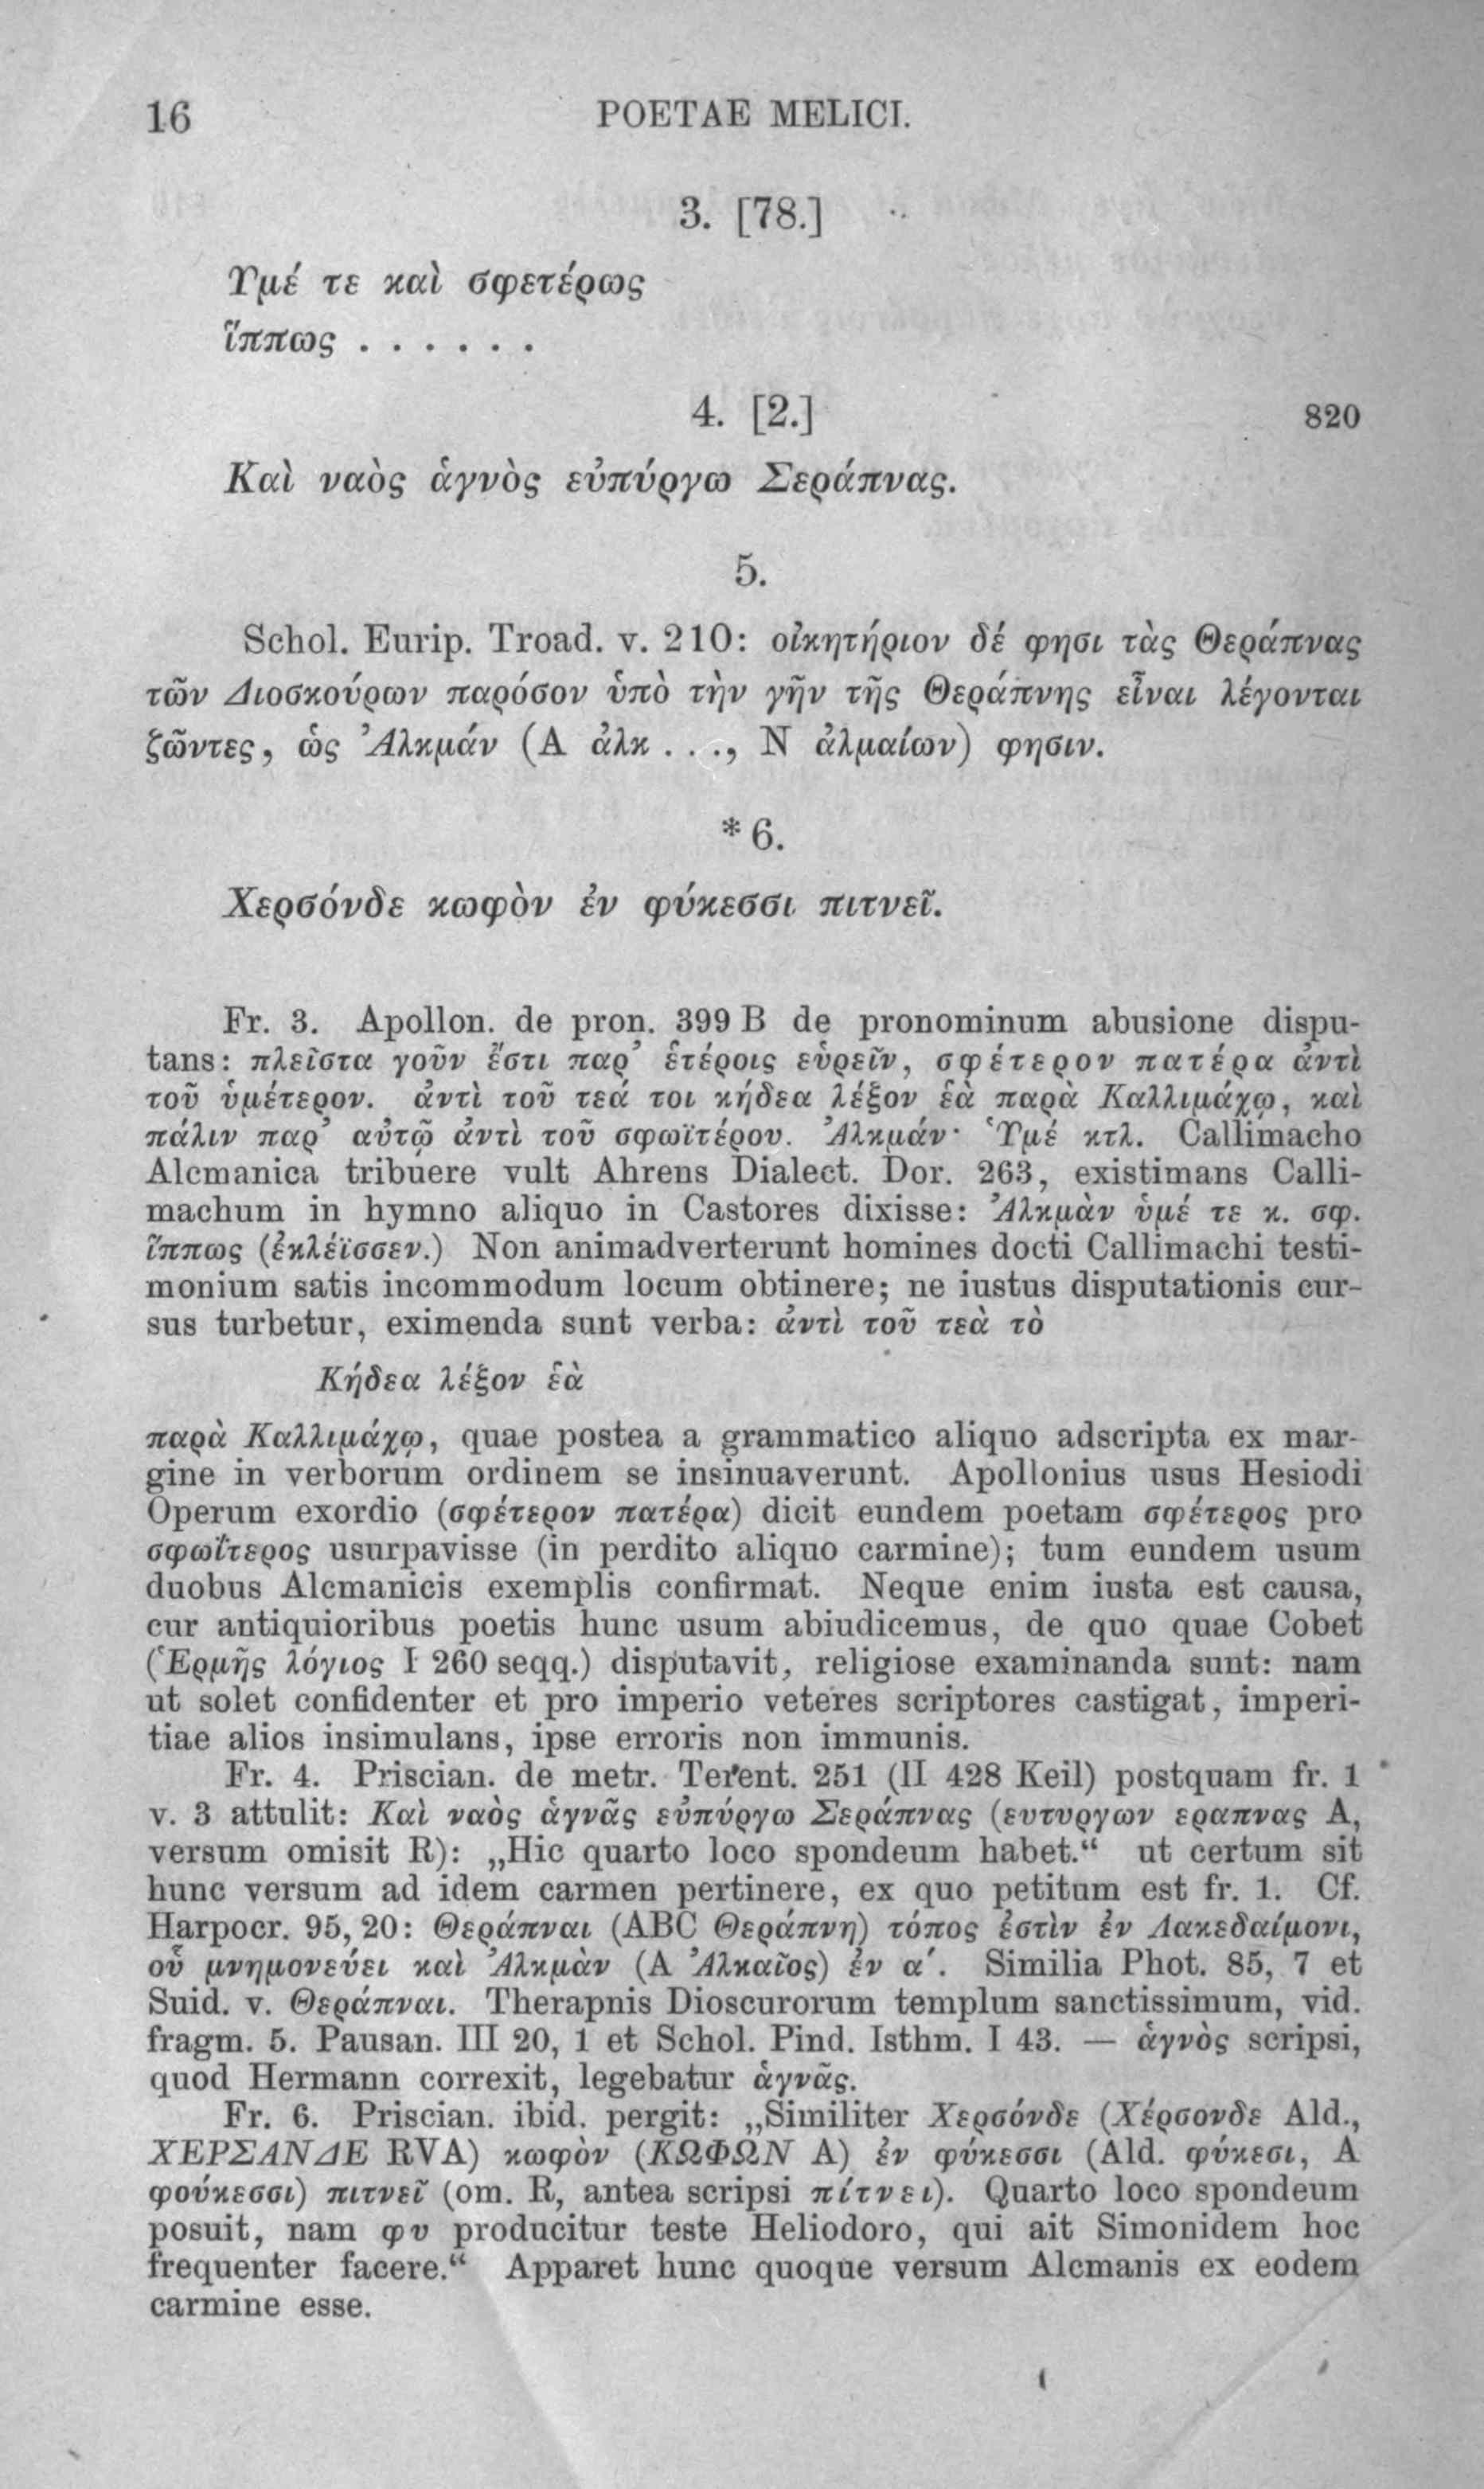 16 POETAE MELICI.
3. [78.]
Ὑμέ τε καὶ σφετέρως
ἵππως . . . . . .
4. [2.] 820
Καὶ ναὸς ἁγνὸς εὐπύργω Σεράπνας.
5.
Schol. Eurip. Troad. v. 210: οἰκητήριον δέ φησι τὰς Θεράπνας
τῶν Διοσκούρων παρόσον ὑπὸ τὴν γῆν τῆς Θεράπνης εἶναι λέγονται
ζῶντες, ὡς Ἀλκμάν (A ἀλκ . . ., N ἀλμαίων) φησιν.
*6.
Χερσόνδε κωφὸν ἐν φύκεσσι πιτνεῖ.
Fr. 3. Apollon. de pron. 399 B de pronominum abusione dispu-
tans: πλεῖστα γοῦν ἔστι παρ’ ἑτέροις εὑρεῖν, σφέτερον πατέρα ἀντὶ
τοῦ ὑμέτερον. ἀντὶ τοῦ τεά τοι κήδεα λέξον ἑὰ παρὰ Καλλιμάχῳ, καὶ
πάλιν παρ’ αὐτῷ ἀντὶ τοῦ σφωϊτέρου. Ἀλκμάν· Ὑμέ κτλ. Callimacho
Alcmanica tribuere vult Ahrens Dialect. Dor. 263, existimans Calli-
machum in hymno aliquo in Castores dixisse: Ἀλκμὰν ὑμέ τε κ. σφ.
ἵππως (ἐκλέϊσσεν.) Non animadverterunt homines docti Callimachi testi-
monium satis incommodum locum obtinere; ne iustus disputationis cur-
sus turbetur, eximenda sunt verba: ἀντὶ τοῦ τεὰ τὸ
Κήδεα λέξον ἑὰ
παρὰ Καλλιμάχῳ, quae postea a grammatico aliquo adscripta ex mar-
gine in verborum ordinem se insinuaverunt. Apollonius usus Hesiodi
Operum exordio (σφέτερον πατέρα) dicit eundem poetam σφέτερος pro
σφωΐτερος usurpavisse (in perdito aliquo carmine); tum eundem usum
duobus Alcmanicis exemplis confirmat. Neque enim iusta est causa,
cur antiquioribus poetis hunc usum abiudicemus, de quo quae Cobet
(Ἑρμῆς λόγιος I 260 seqq.) disputavit, religiose examinanda sunt: nam
ut solet confidenter et pro imperio veteres scriptores castigat, imperi-
tiae alios insimulans, ipse erroris non immunis.
Fr. 4. Priscian. de metr. Terent. 251 (II 428 Keil) postquam fr. 1
v. 3 attulit: Καὶ ναὸς ἁγνᾶς εὐπύργω Σεράπνας (ευτυργων εραπνας A,
versum omisit R): „Hic quarto loco spondeum habet.“ ut certum sit
hunc versum ad idem carmen pertinere, ex quo petitum est fr. 1. Cf.
Harpocr. 95, 20: Θεράπναι (ABC Θεράπνη) τόπος ἐστὶν ἐν Λακεδαίμονι,
οὗ μνημονεύει καὶ Ἀλκμὰν (A Ἀλκαῖος) ἐν α΄. Similia Phot. 85, 7 et
Suid. v. Θεράπναι. Therapnis Dioscurorum templum sanctissimum, vid.
fragm. 5. Pausan. III 20, 1 et Schol. Pind. Isthm. I 43. — ἁγνὸς scripsi,
quod Hermann correxit, legebatur ἁγνᾶς.
Fr. 6. Priscian. ibid. pergit: „Similiter Χερσόνδε (Χέρσονδε Ald.,
ΧΕΡΣΑΝΔΕ RVA) κωφὸν (ΚΩΦΩΝ A) ἐν φύκεσσι (Ald. φύκεσι, A
φούκεσσι) πιτνεῖ (om. R, antea scripsi πίτνει). Quarto loco spondeum
posuit, nam φυ producitur teste Heliodoro, qui ait Simonidem hoc
frequenter facere.“ Apparet hunc quoque versum Alcmanis ex eodem
carmine esse.